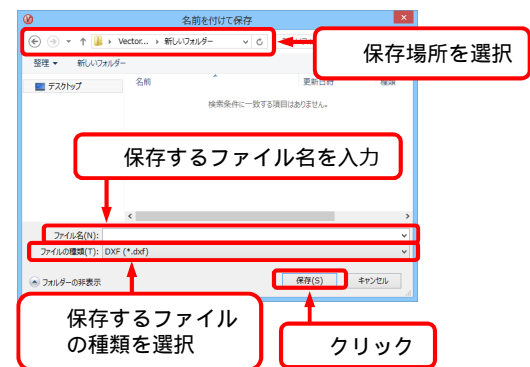 名前を付けて保存
Vector... 新しいフォルダー
保存場所を選択
整理 新しいフォルダー
デスクトップ
名前 更新日時 種類
検索条件に一致する項目はありません。
保存するファイル名を入力
ファイル名(N):
ファイルの種類(T): DXF (*.dxf)
フォルダーの非表示 保存(S) キャンセル
保存するファイル
の種類を選択
クリック